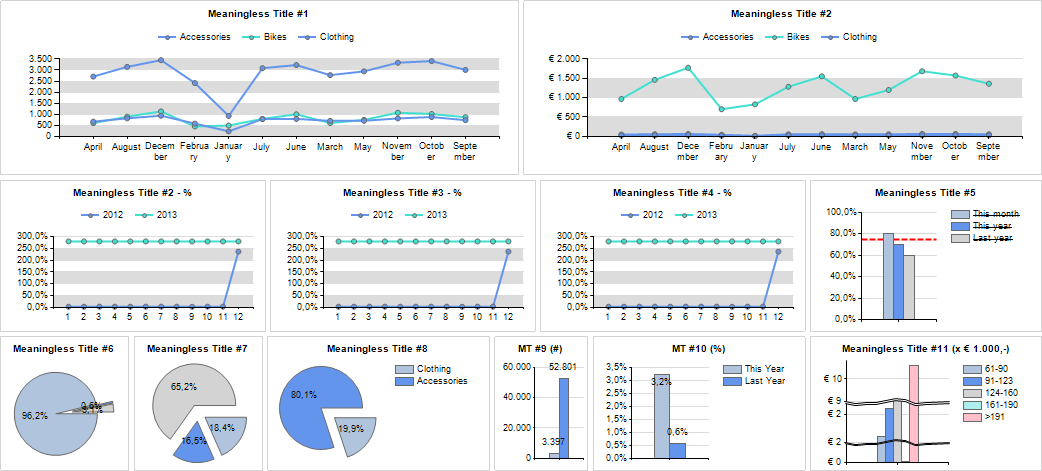 Meaningless Title #1
Accessories Bikes Clothing
3.500
3.000
2.500
2.000
1.500
1.000
500
0
April August Decem Februa Januar July June March May Novem Octob Septe
ber ry y ber er mber
Meaningless Title #2
Accessories Bikes Clothing
€ 2.000
€ 1.500
€ 1.000
€ 500
€ 0
April August Dece Febru Januar July June March May Nove Octob Septe
mber ary y mber er mber
Meaningless Title #2 - %
2012 2013
300,0%
250,0%
200,0%
150,0%
100,0%
50,0%
0,0%
1 2 3 4 5 6 7 8 9 10 11 12
Meaningless Title #3 - %
2012 2013
300,0%
250,0%
200,0%
150,0%
100,0%
50,0%
0,0%
1 2 3 4 5 6 7 8 9 10 11 12
Meaningless Title #4 - %
2012 2013
300,0%
250,0%
200,0%
150,0%
100,0%
50,0%
0,0%
1 2 3 4 5 6 7 8 9 10 11 12
Meaningless Title #5
100,0%
80,0%
60,0%
40,0%
20,0%
0,0%
This month
This year
Last year
Meaningless Title #6
96,2%
Meaningless Title #7
65,2%
18,4%
16,5%
Meaningless Title #8
Clothing
Accessories
80,1%
19,9%
MT #9 (#)
60.000
40.000
20.000
0
52.801
3.397
MT #10 (%)
3,5%
3,0%
2,5%
2,0%
1,5%
1,0%
0,5%
0,0%
3,2%
0,6%
This Year
Last Year
Meaningless Title #11 (x € 1.000,-)
€ 10
€ 9
€ 2
€ 2
€ 0
61-90
91-123
124-160
161-190
>191